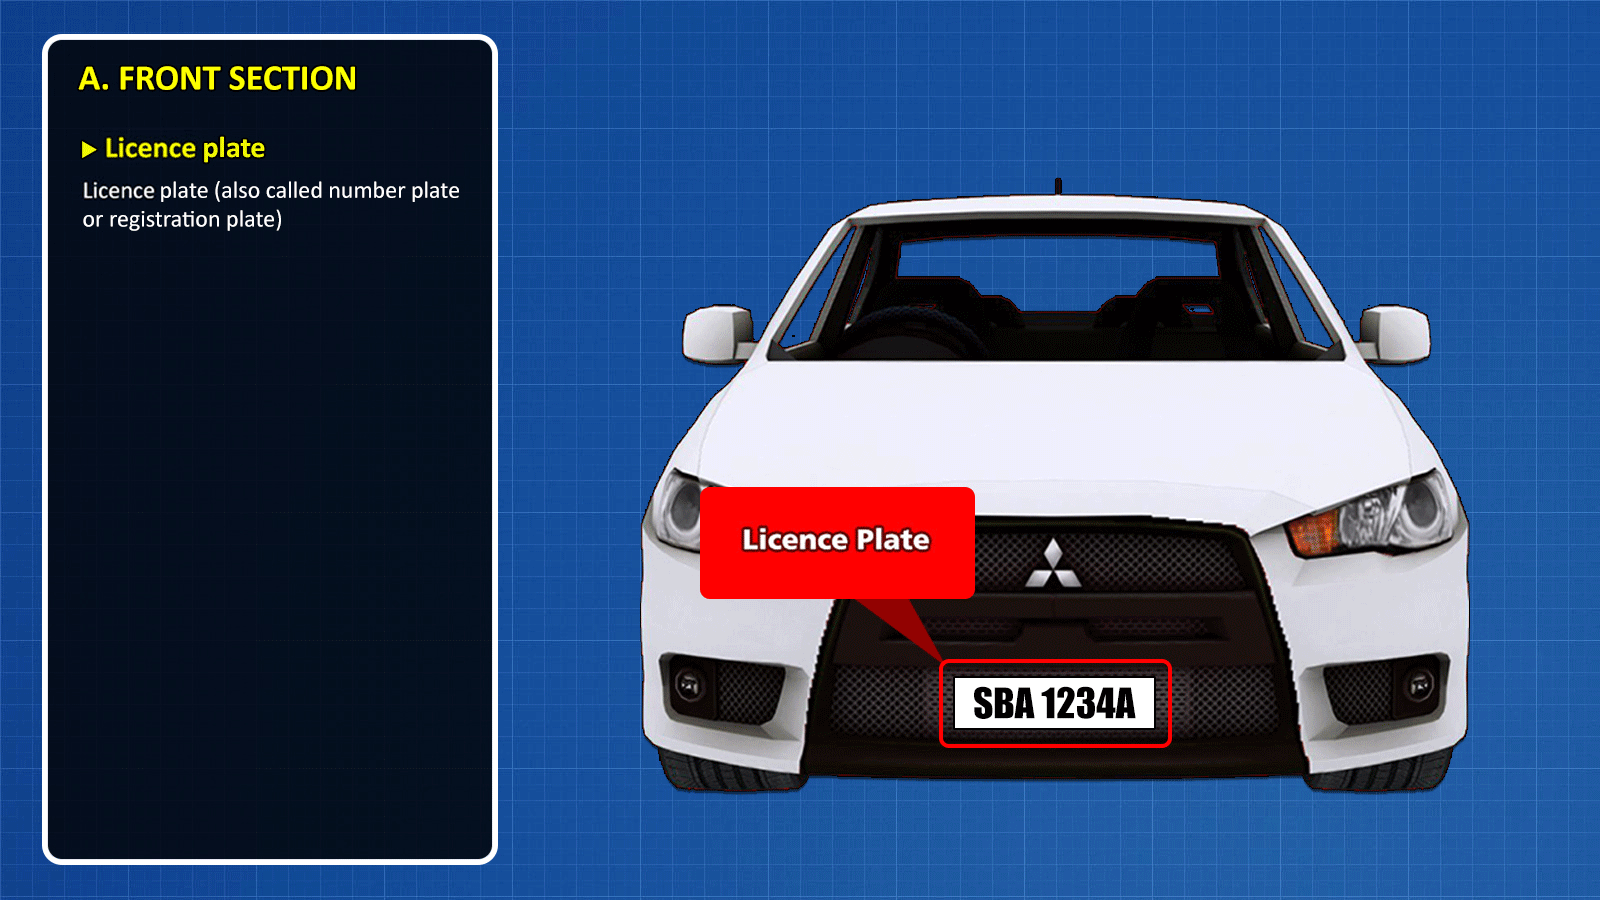 A. FRONT SECTION
Licence plate
Licence plate (also called number plate
or registration plate)
Licence Plate
SBA 1234A